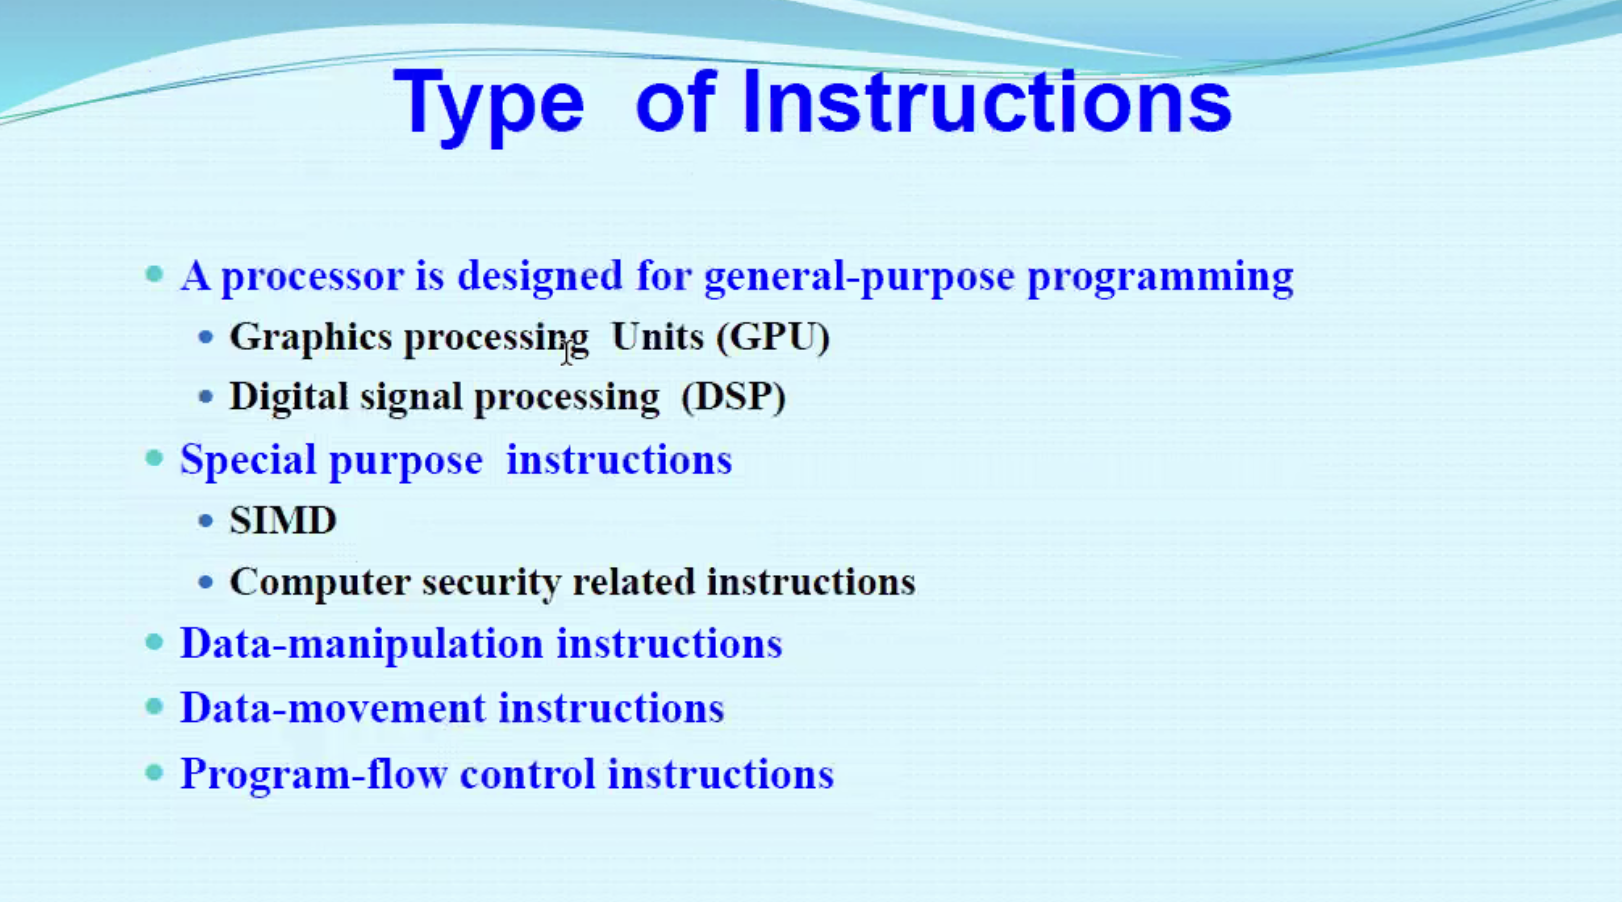 Type of Instructions
A processor is designed for general-purpose programming
Graphics processing Units (GPU)
Digital signal processing (DSP)
Special purpose instructions
SIMD
Computer security related instructions
Data-manipulation instructions
Data-movement instructions
Program-flow control instructions